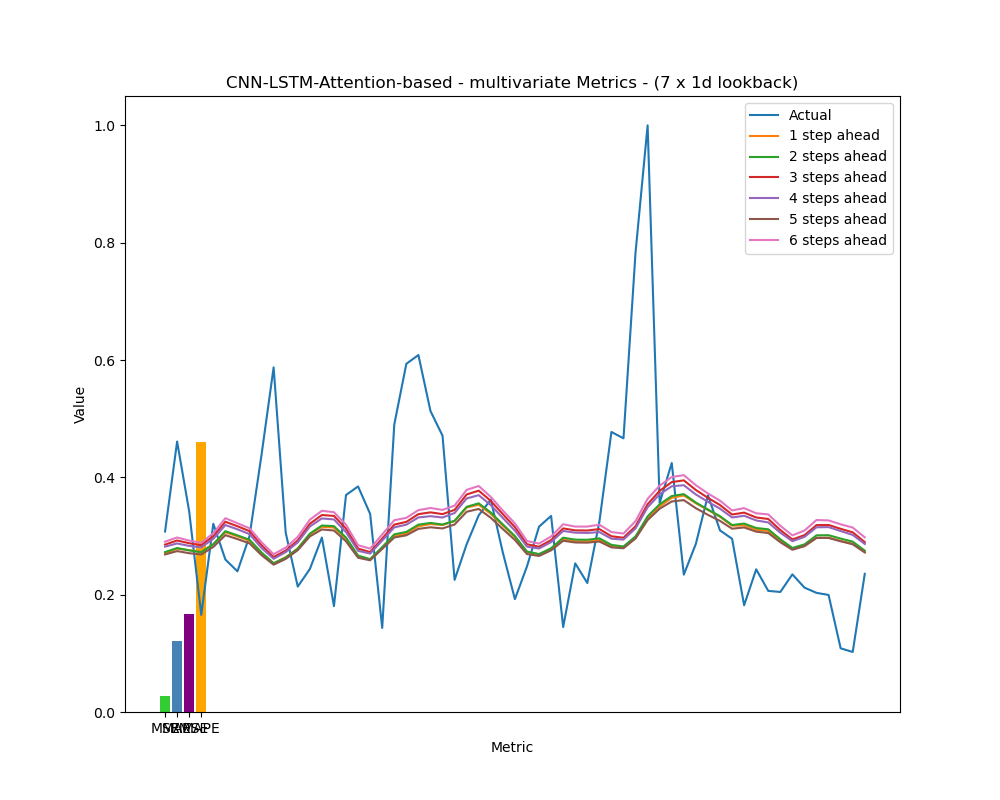 CNN-LSTM-Attention-based - multivariate Metrics - (7 x 1d lookback)
Actual
1 step ahead
2 steps ahead
3 steps ahead
4 steps ahead
5 steps ahead
6 steps ahead
1.0
0.8
0.6
0.4
0.2
0.0
Value
Metric